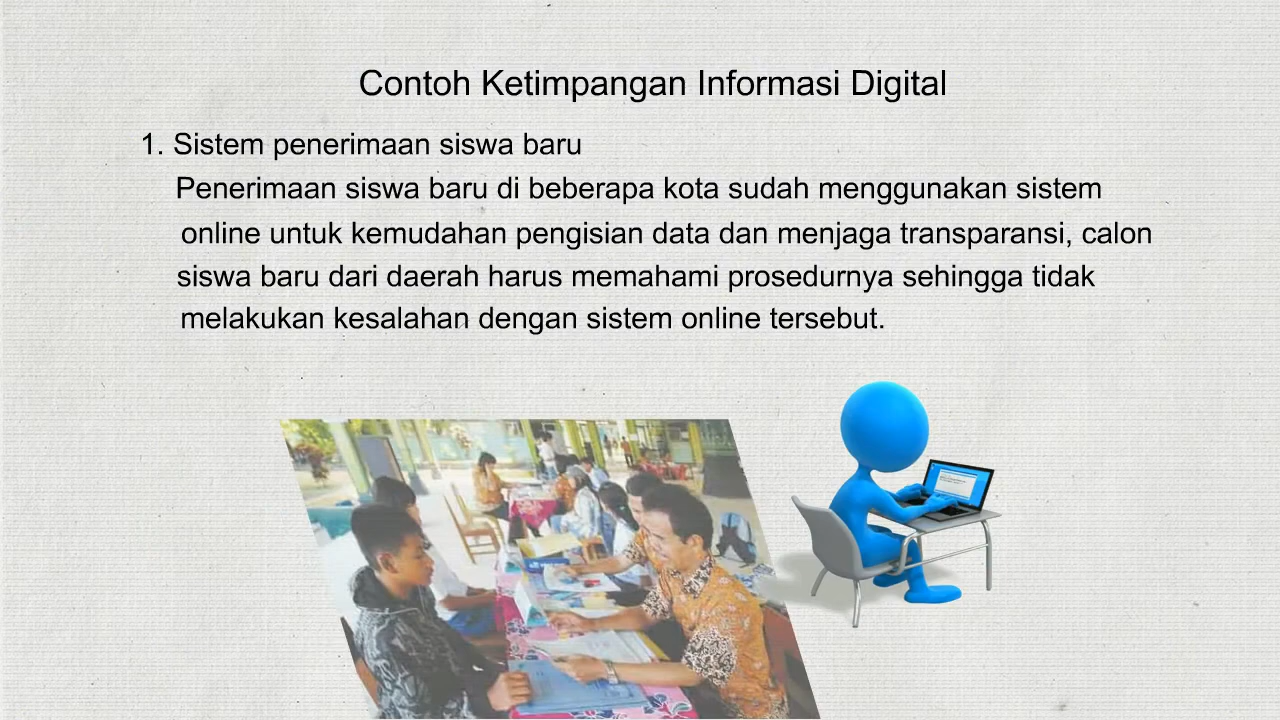 Contoh Ketimpangan Informasi Digital
1. Sistem penerimaan siswa baru
Penerimaan siswa baru di beberapa kota sudah menggunakan sistem
online untuk kemudahan pengisian data dan menjaga transparansi, calon
siswa baru dari daerah harus memahami prosedurnya sehingga tidak
melakukan kesalahan dengan sistem online tersebut.